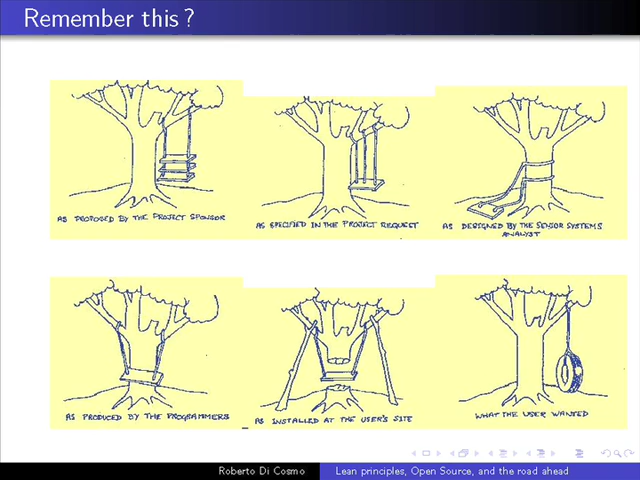 Remember this ?
AS PROPOSED BY THE PROJECT SPONSOR
AS SPECIFIED IN THE PROJECT REQUEST
AS DESIGNED BY THE SENSOR SYSTEMS
ANALYST
AS PRODUCED BY THE PROGRAMMERS
AS INSTALLED AT THE USER'S SITE
WHAT THE USER WANTED
Roberto Di Cosmo
Lean principles, Open Source, and the road ahead